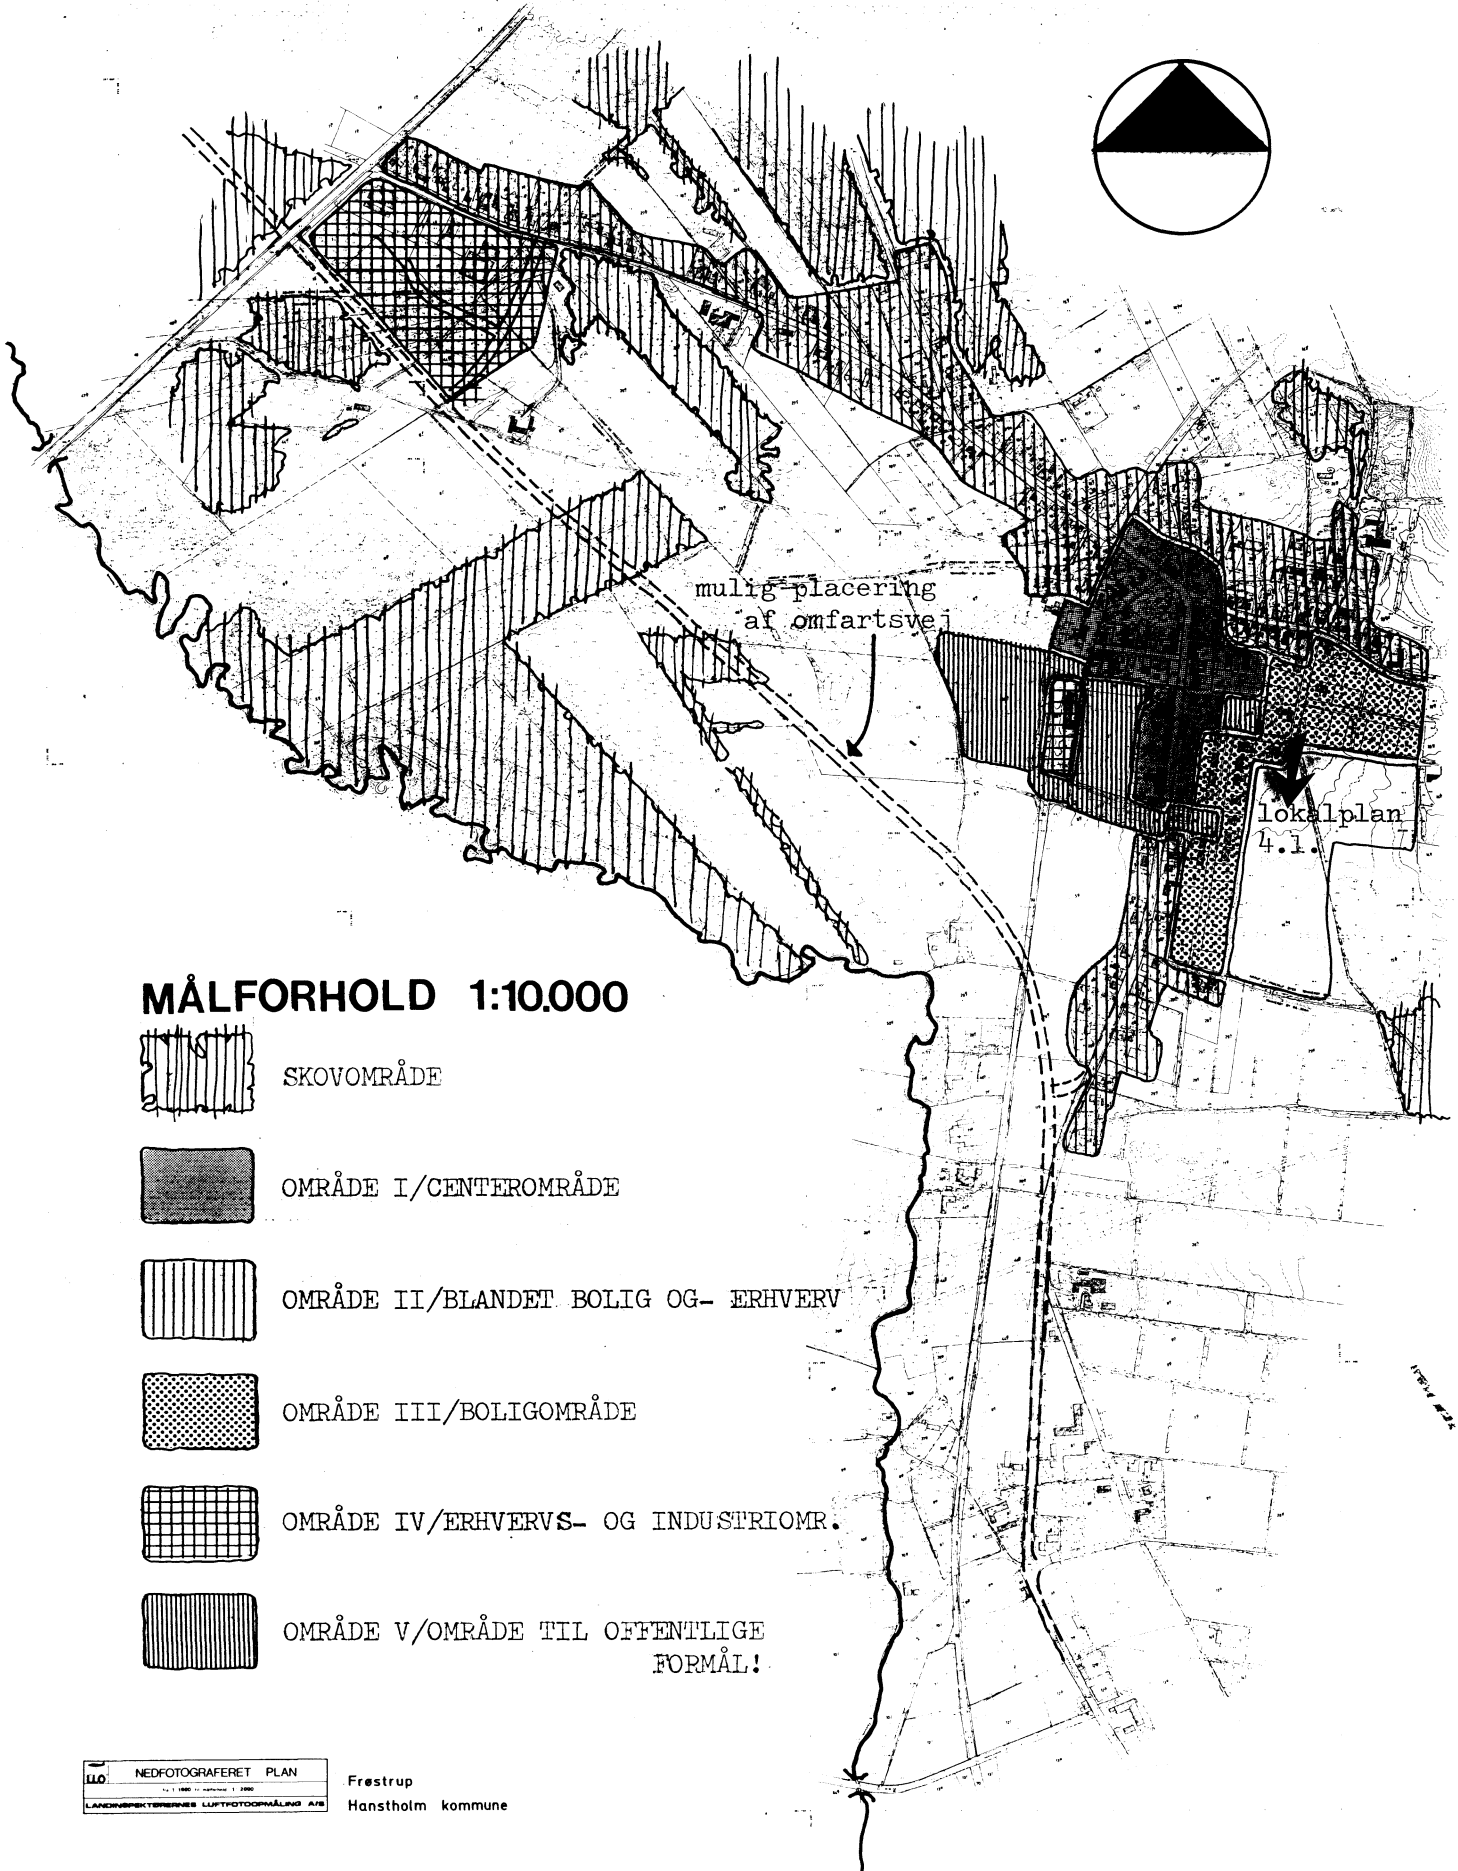 mulig placering
af omfartsvej
lokalplan
4.1.
MÅLFORHOLD 1:10.000
SKOVOMRÅDE
OMRÅDE I/CENTEROMRÅDE
OMRÅDE II/BLANDET BOLIG OG- ERHVERV
OMRÅDE III/BOLIGOMRÅDE
OMRÅDE IV/ERHVERVS- OG INDUSTRIOMR.
OMRÅDE V/OMRÅDE TIL OFFENTLIGE
FORMÅL!
LLO NEDFOTOGRAFERET PLAN
LANDINSPEKTØRERNES LUFTFOTOOPMÅLING A/S
Frøstrup
Hanstholm kommune